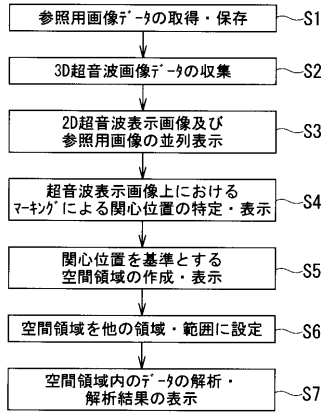 参照用画像ﾃﾞｰﾀの取得・保存
S1
3D超音波画像ﾃﾞｰﾀの収集
S2
2D超音波表示画像及び
参照用画像の並列表示
S3
超音波表示画像上における
ﾏｰｷﾝｸﾞによる関心位置の特定・表示
S4
関心位置を基準とする
空間領域の作成・表示
S5
空間領域を他の領域・範囲に設定
S6
空間領域内のデータの解析・
解析結果の表示
S7